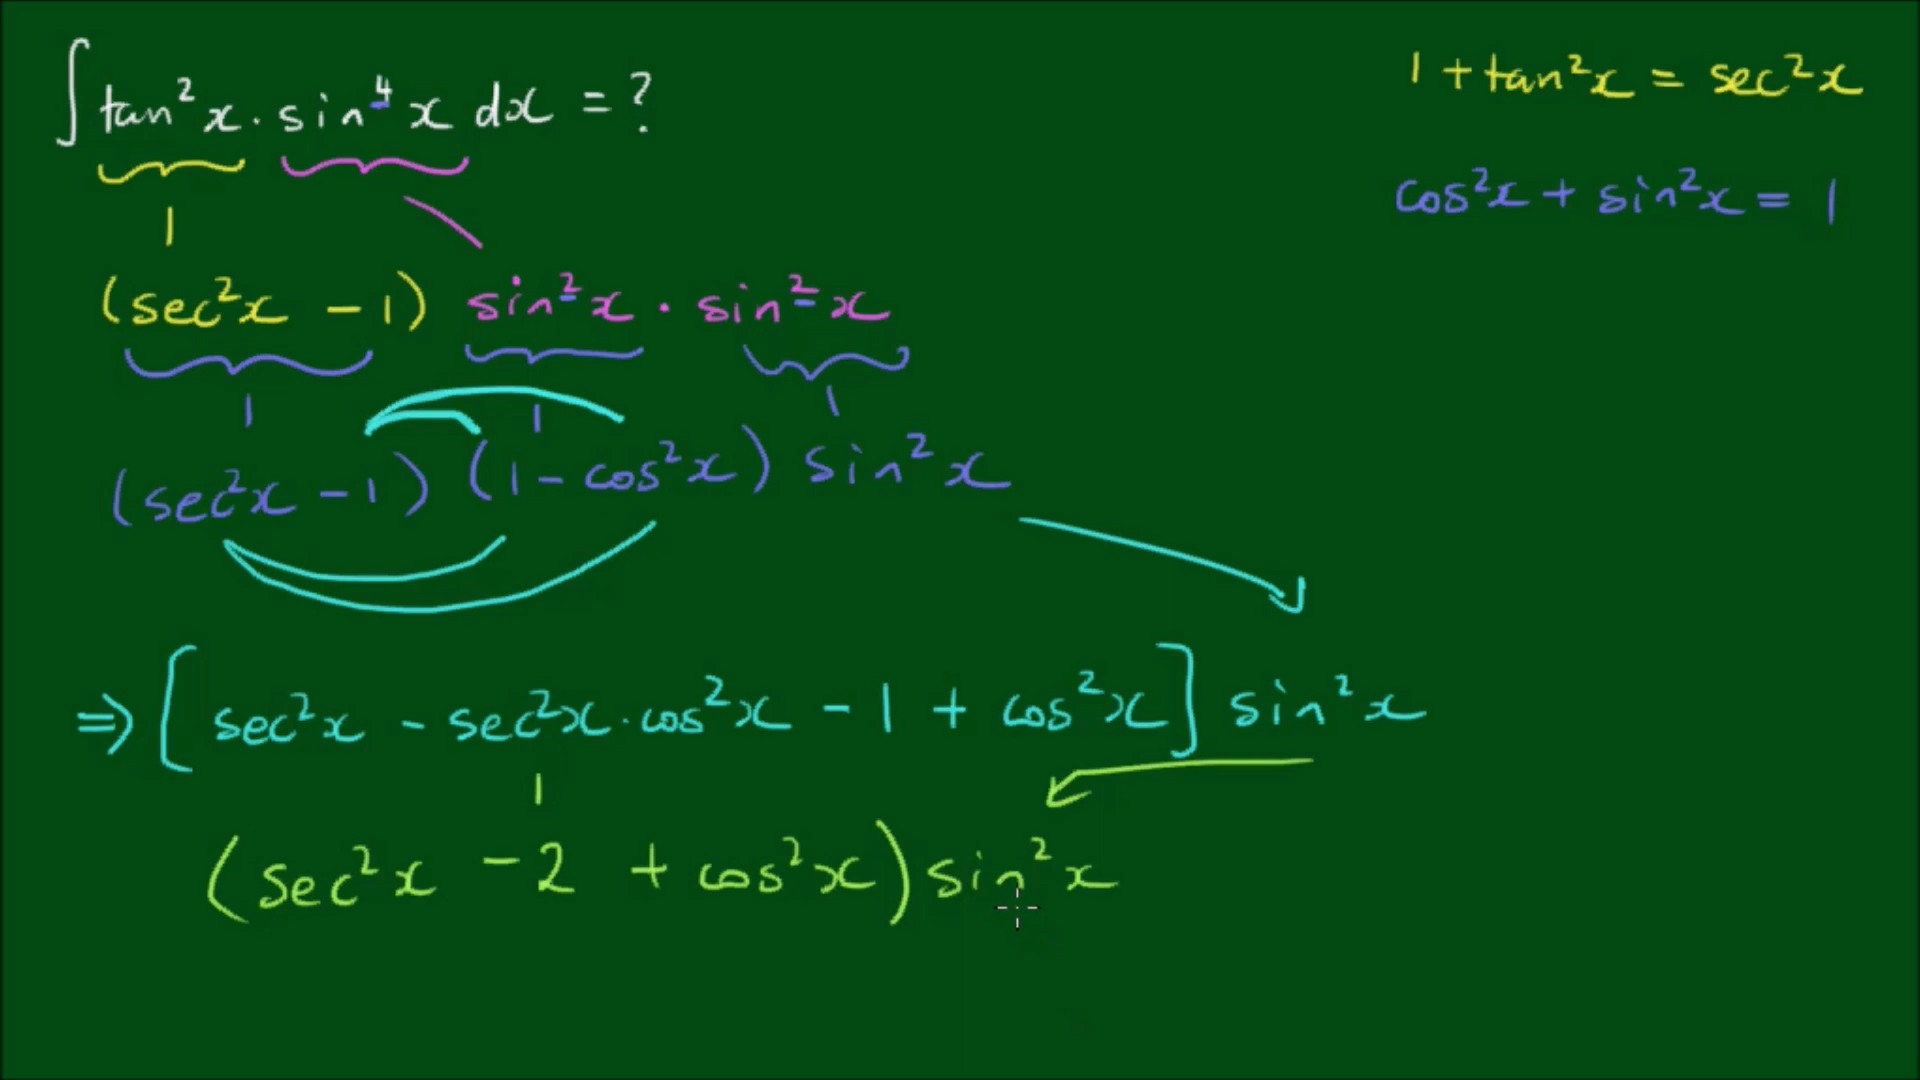 ∫tan²x · sin⁴x dx = ?
1 + tan²x = sec²x
cos²x + sin²x = 1
(sec²x − 1) sin²x · sin²x
(sec²x − 1) (1 − cos²x) sin²x
⇒ [sec²x − sec²x · cos²x − 1 + cos²x] sin²x
(sec²x − 2 + cos²x) sin²x